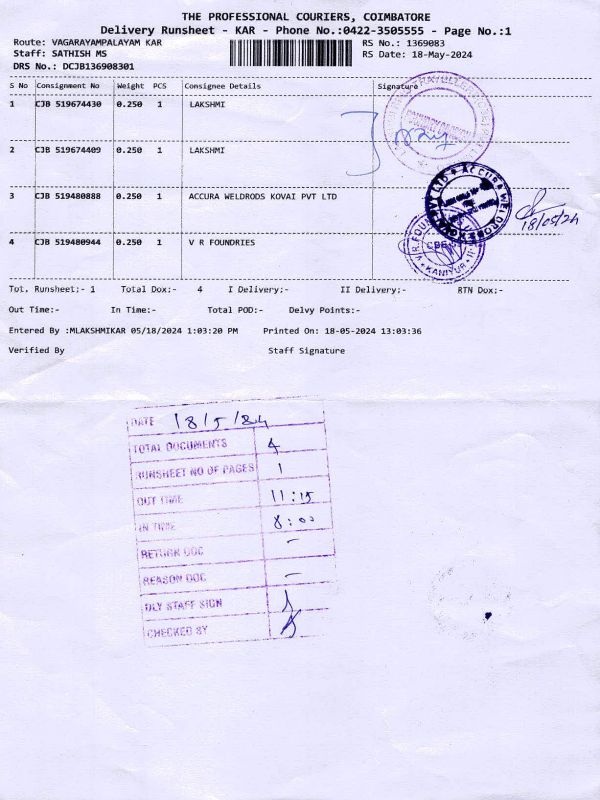 THE PROFESSIONAL COURIERS, COIMBATORE
Delivery Runsheet - KAR - Phone No.:0422-3505555 - Page No.:1
Route: VAGARAYAMPALAYAM KAR RS No.: 1369083
Staff: SATHISH MS RS Date: 18-May-2024
DRS No.: DCJB136908301
S No Consignment No Weight PCS Consignee Details Signature
1 CJB 519674430 0.250 1 LAKSHMI
2 CJB 519674409 0.250 1 LAKSHMI
3 CJB 519480888 0.250 1 ACCURA WELDRODS KOVAI PVT LTD
18/05/24
4 CJB 519480944 0.250 1 V R FOUNDRIES
KANIYUR
Tot. Runsheet:- 1 Total Dox:- 4 I Delivery:- II Delivery:- RTN Dox:-
Out Time:- In Time:- Total POD:- Delvy Points:-
Entered By :MLAKSHMIKAR 05/18/2024 1:03:20 PM Printed On: 18-05-2024 13:03:36
Verified By Staff Signature
DATE 18/5/24
TOTAL DOCUMENTS 4
RUNSHEET NO OF PAGES 1
OUT TIME 11:15
IN TIME 8:00
RETURN DOC -
REASON DOC -
DLY STAFF SIGN
CHECKED BY